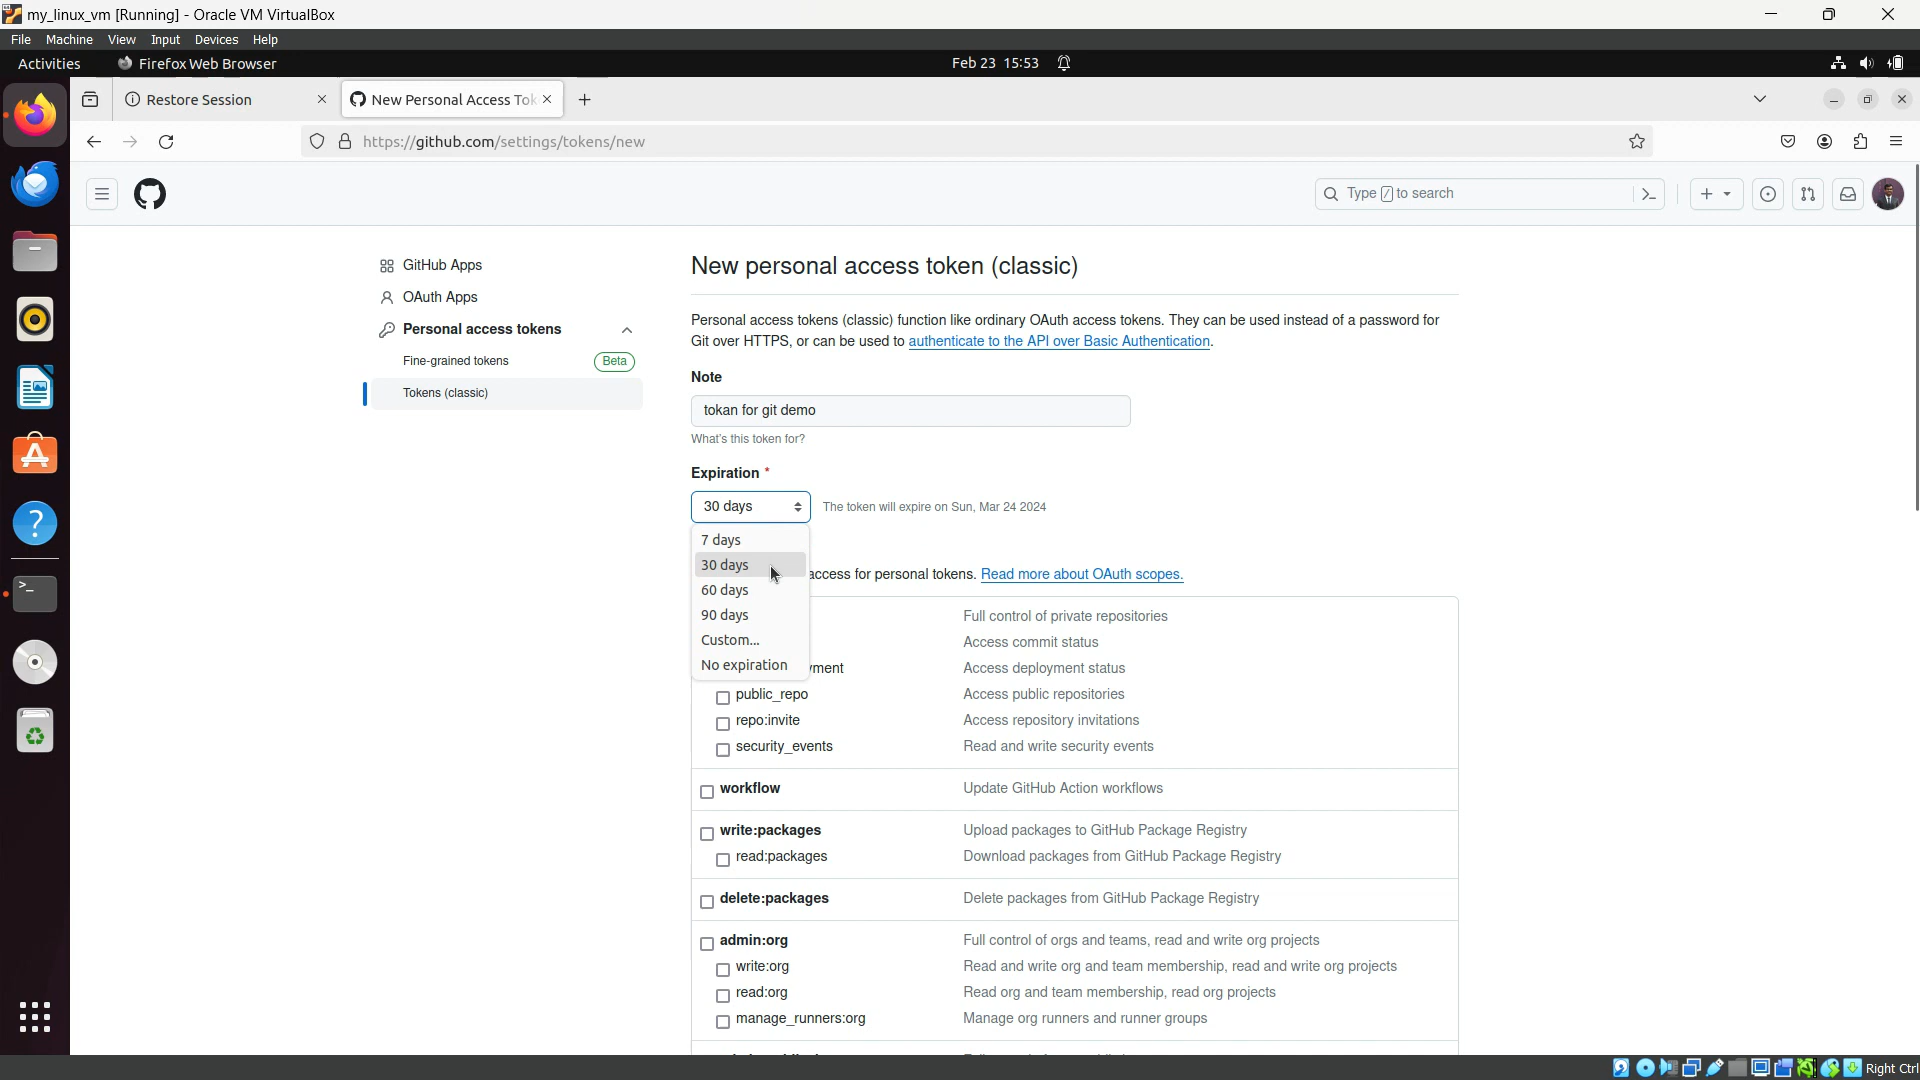 my_linux_vm [Running] - Oracle VM VirtualBox
File Machine View Input Devices Help
Activities Firefox Web Browser Feb 23 15:53
Restore Session New Personal Access Tok
https://github.com/settings/tokens/new
Type / to search
GitHub Apps
OAuth Apps
Personal access tokens
Fine-grained tokens Beta
Tokens (classic)
New personal access token (classic)
Personal access tokens (classic) function like ordinary OAuth access tokens. They can be used instead of a password for
Git over HTTPS, or can be used to authenticate to the API over Basic Authentication.
Note
tokan for git demo
What's this token for?
Expiration *
30 days The token will expire on Sun, Mar 24 2024
7 days
30 days
60 days
90 days
Custom...
No expiration
access for personal tokens. Read more about OAuth scopes.
Full control of private repositories
Access commit status
yment Access deployment status
public_repo Access public repositories
repo:invite Access repository invitations
security_events Read and write security events
workflow Update GitHub Action workflows
write:packages Upload packages to GitHub Package Registry
read:packages Download packages from GitHub Package Registry
delete:packages Delete packages from GitHub Package Registry
admin:org Full control of orgs and teams, read and write org projects
write:org Read and write org and team membership, read and write org projects
read:org Read org and team membership, read org projects
manage_runners:org Manage org runners and runner groups
Right Ctrl